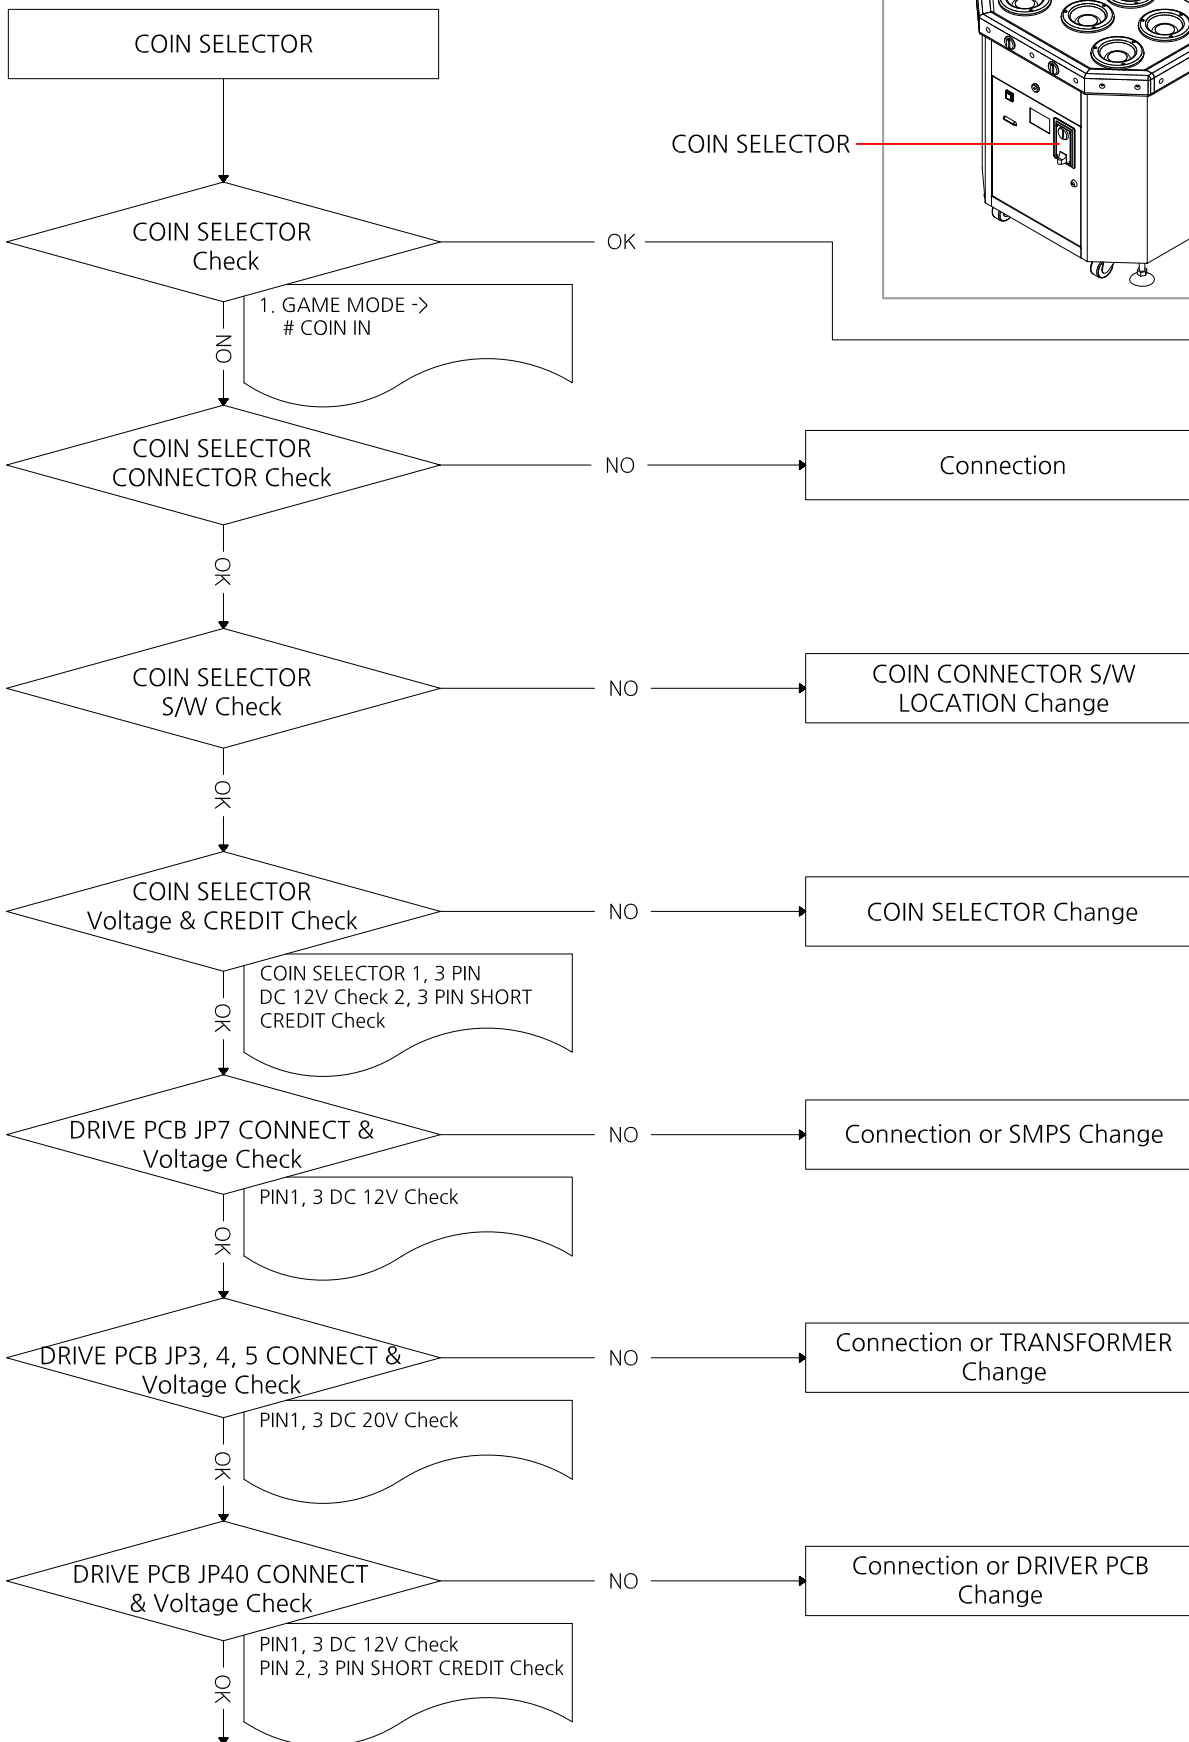 COIN SELECTOR
COIN SELECTOR
COIN SELECTOR
Check
OK
1. GAME MODE ->
# COIN IN
NO
COIN SELECTOR
CONNECTOR Check
NO
Connection
OK
COIN SELECTOR
S/W Check
NO
COIN CONNECTOR S/W
LOCATION Change
OK
COIN SELECTOR
Voltage & CREDIT Check
NO
COIN SELECTOR Change
COIN SELECTOR 1, 3 PIN
DC 12V Check 2, 3 PIN SHORT
CREDIT Check
OK
DRIVE PCB JP7 CONNECT &
Voltage Check
NO
Connection or SMPS Change
PIN1, 3 DC 12V Check
OK
DRIVE PCB JP3, 4, 5 CONNECT &
Voltage Check
NO
Connection or TRANSFORMER
Change
PIN1, 3 DC 20V Check
OK
DRIVE PCB JP40 CONNECT
& Voltage Check
NO
Connection or DRIVER PCB
Change
PIN1, 3 DC 12V Check
PIN 2, 3 PIN SHORT CREDIT Check
OK